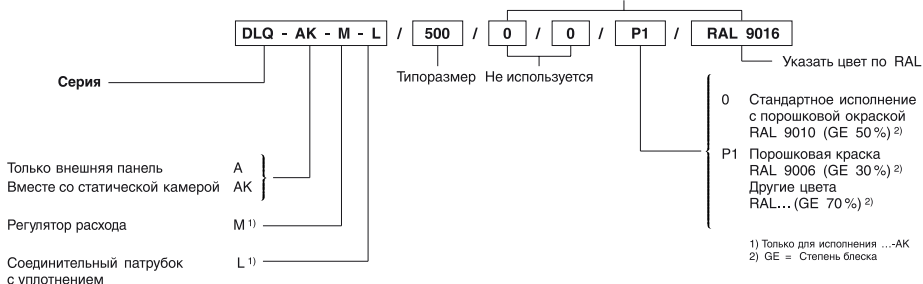 DLQ - AK - M - L / 500 / 0 / 0 / P1 / RAL 9016
Указать цвет по RAL
Типоразмер Не используется
Серия
0 Стандартное исполнение
с порошковой окраской
RAL 9010 (GE 50 %) 2)
P1 Порошковая краска
RAL 9006 (GE 30 %) 2)
Другие цвета
RAL... (GE 70 %) 2)
Только внешняя панель A
Вместе со статической камерой AK
Регулятор расхода M 1)
Соединительный патрубок L 1)
с уплотнением
1) Только для исполнения ...-AK
2) GE = Степень блеска